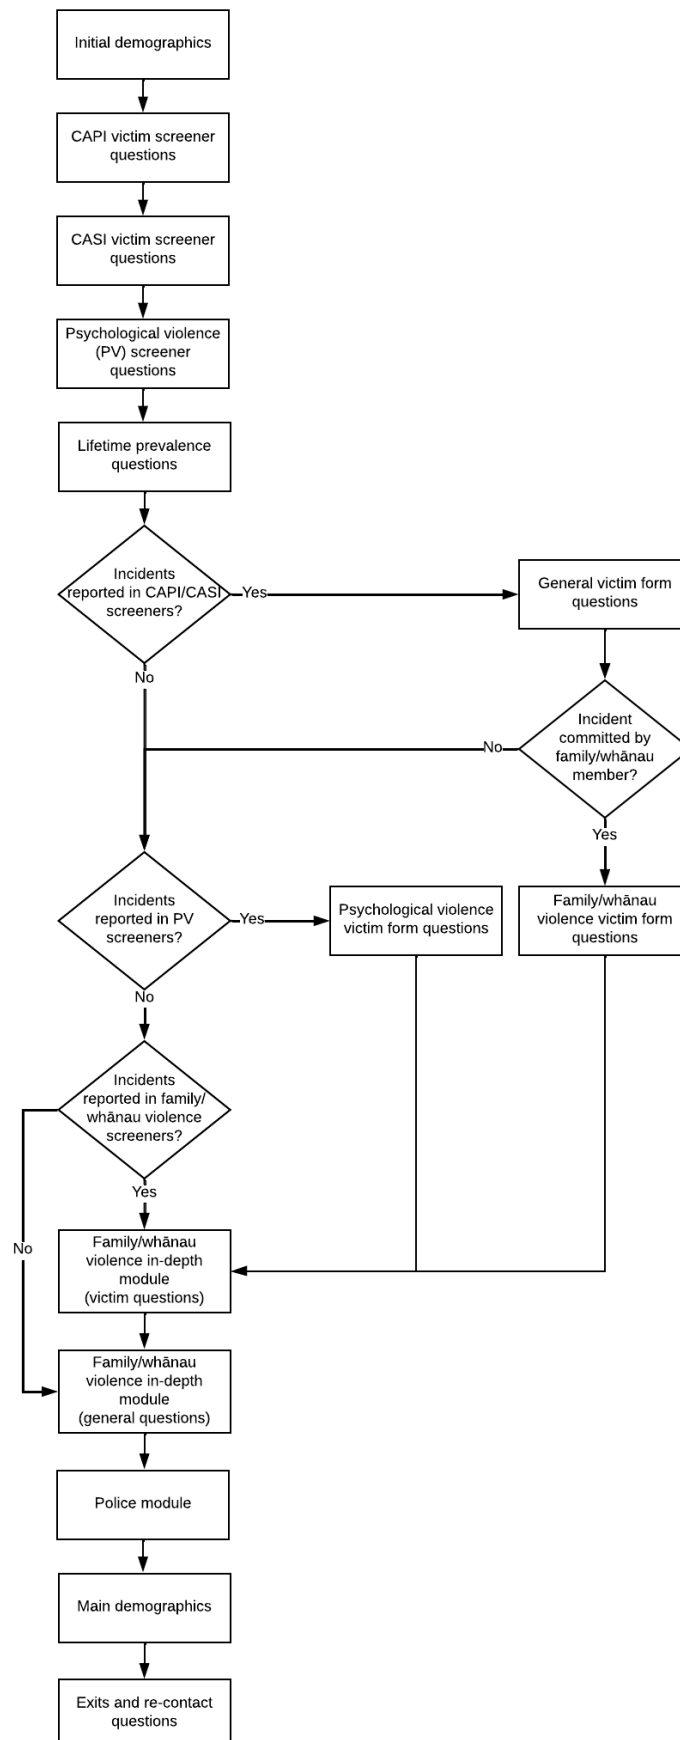 Initial demographics
CAPI victim screener
questions
CASI victim screener
questions
Psychological violence
(PV) screener
questions
Lifetime prevalence
questions
Incidents
reported in CAPI/CASI
screeners?
Yes
General victim form
questions
No
Incident
committed by
family/whānau
member?
No
Yes
Incidents
reported in PV
screeners?
Yes
Psychological violence
victim form questions
Family/whānau
violence victim form
questions
No
Incidents
reported in family/
whānau violence
screeners?
Yes
No
Family/whānau
violence in-depth
module
(victim questions)
Family/whānau
violence in-depth
module
(general questions)
Police module
Main demographics
Exits and re-contact
questions